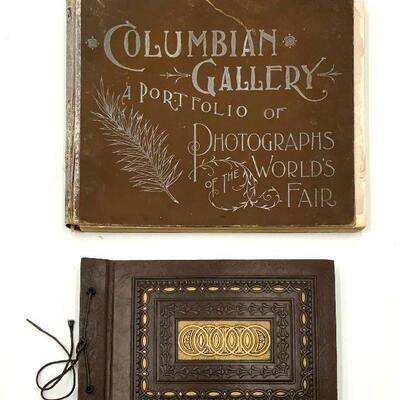 COLUMBIAN
GALLERY
A PORTFOLIO OF
PHOTOGRAPHS
OF THE WORLD'S
FAIR